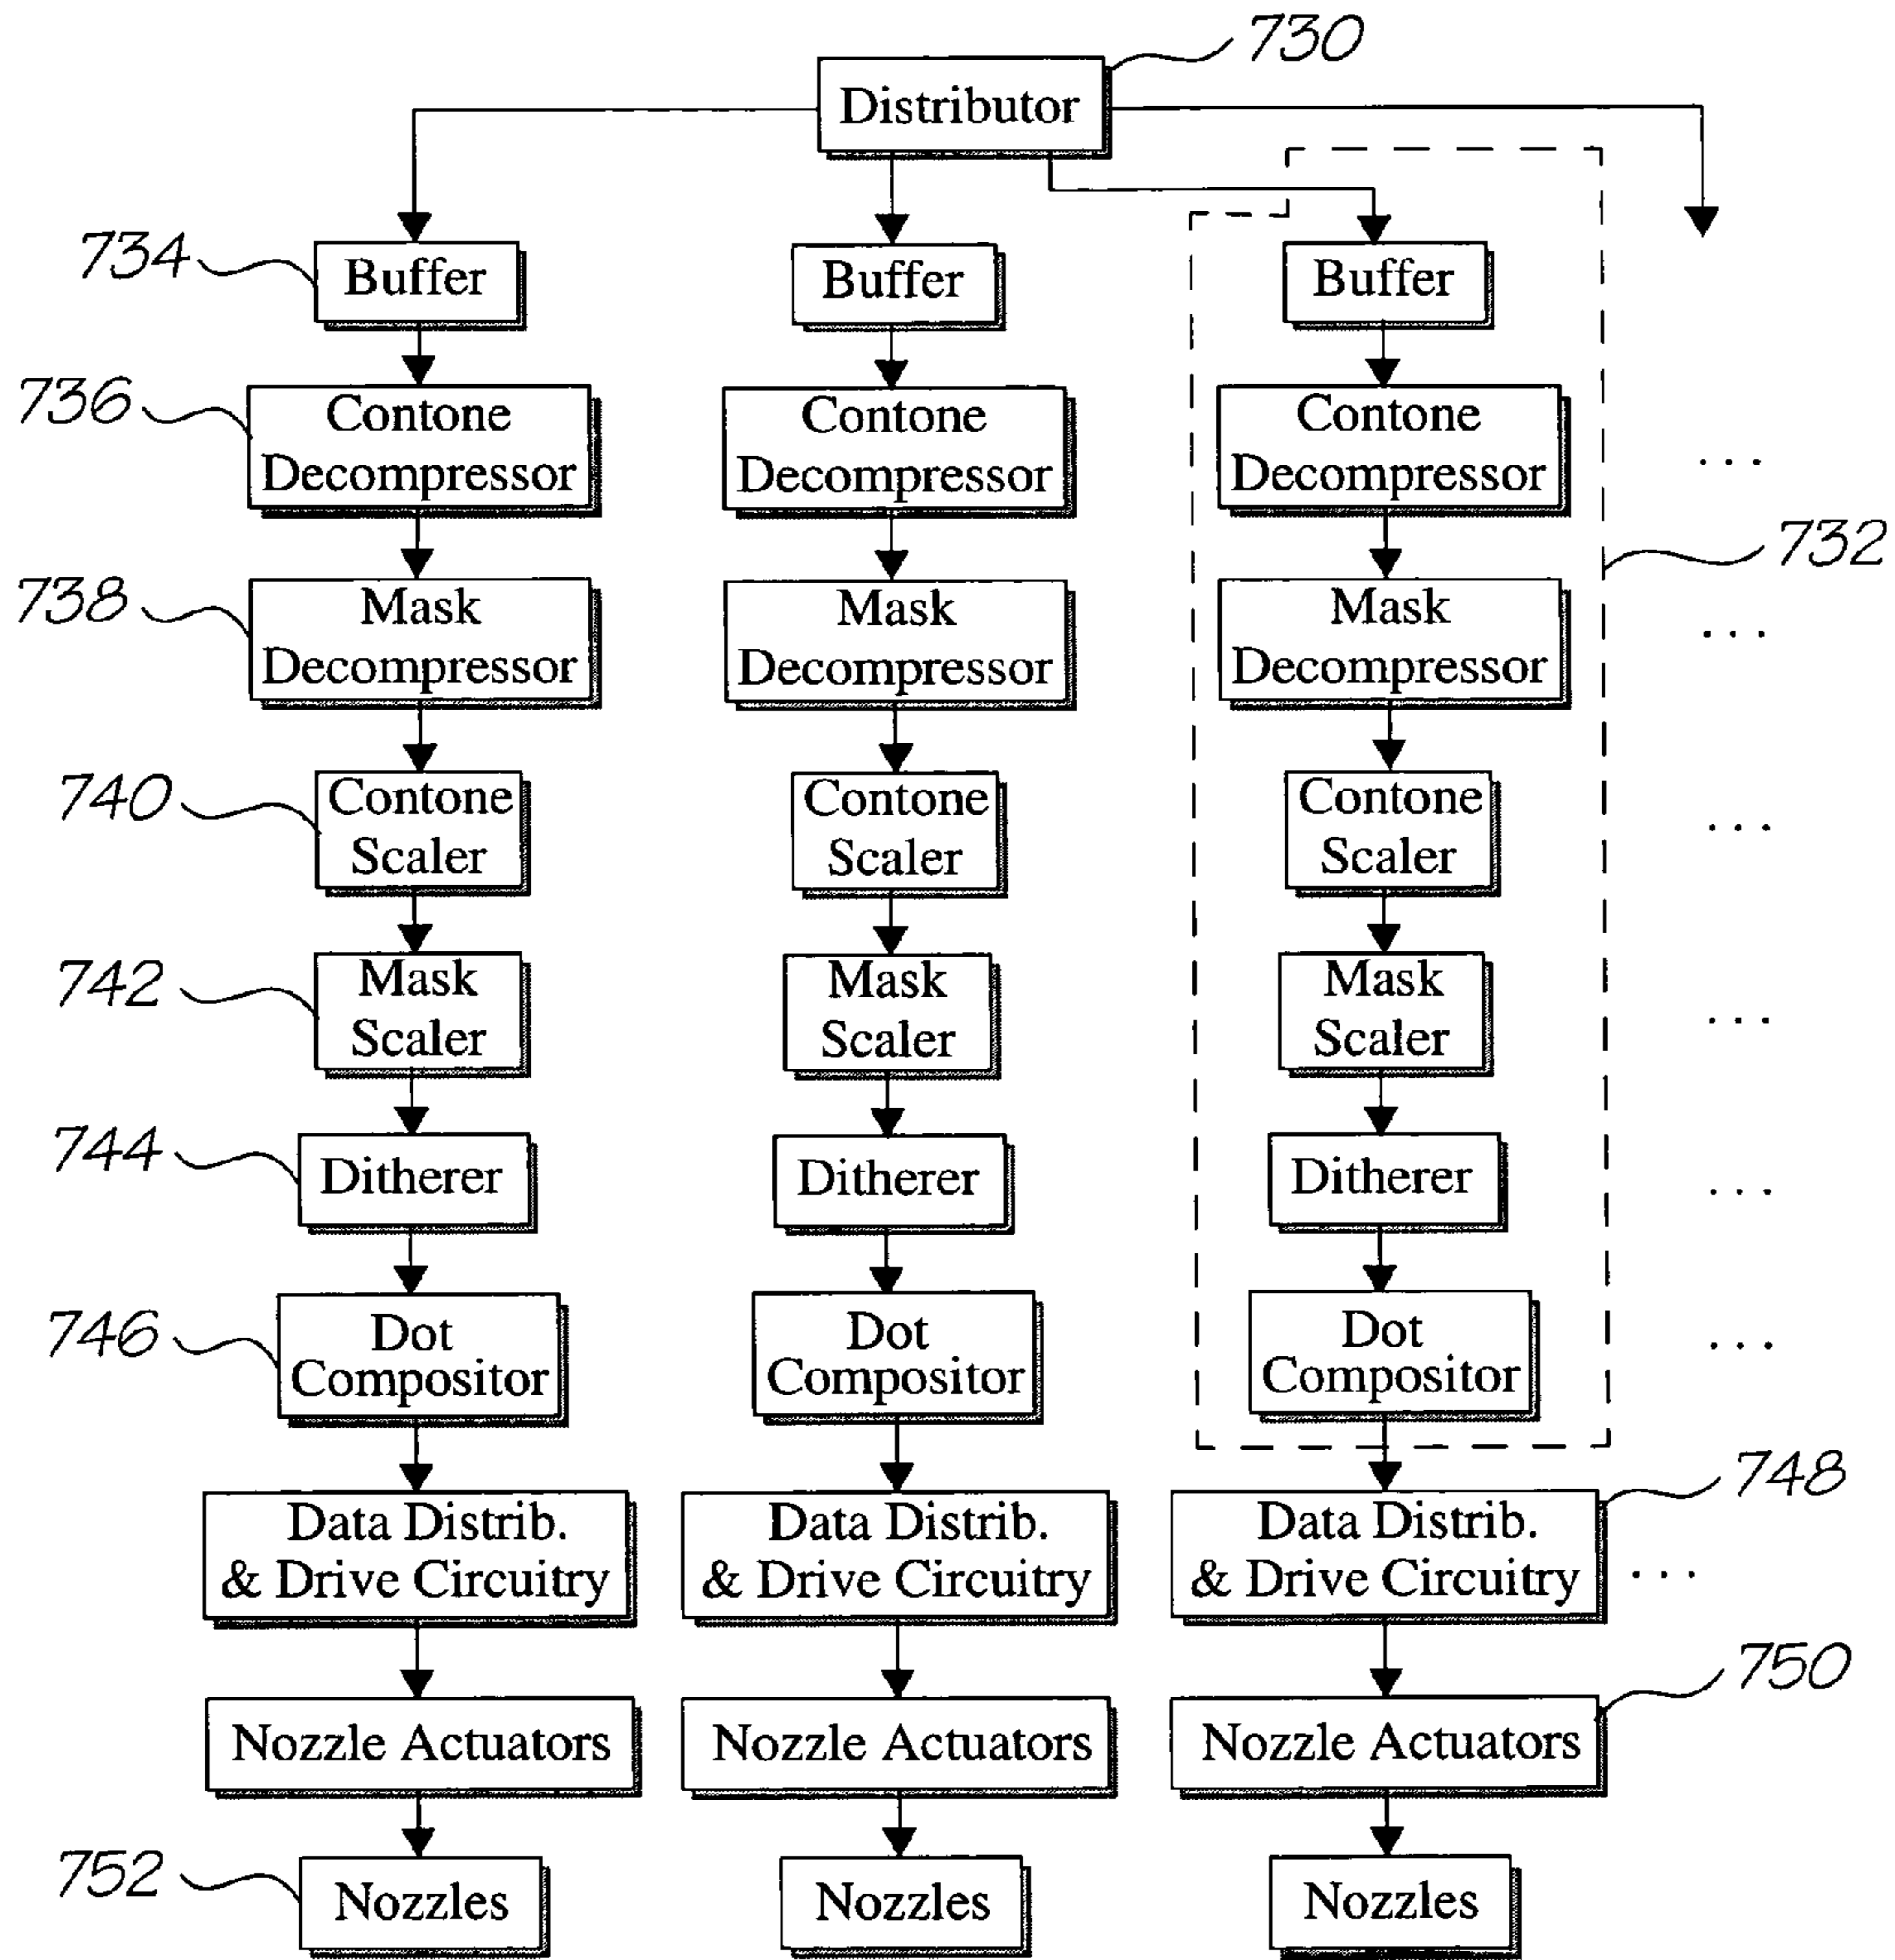 730
Distributor
734
Buffer
Buffer
Buffer
736
Contone
Decompressor
Contone
Decompressor
Contone
Decompressor
...
732
738
Mask
Decompressor
Mask
Decompressor
Mask
Decompressor
...
740
Contone
Scaler
Contone
Scaler
Contone
Scaler
...
742
Mask
Scaler
Mask
Scaler
Mask
Scaler
...
744
Ditherer
Ditherer
Ditherer
...
746
Dot
Compositor
Dot
Compositor
Dot
Compositor
...
748
Data Distrib.
& Drive Circuitry
Data Distrib.
& Drive Circuitry
Data Distrib.
& Drive Circuitry
...
750
Nozzle Actuators
Nozzle Actuators
Nozzle Actuators
752
Nozzles
Nozzles
Nozzles